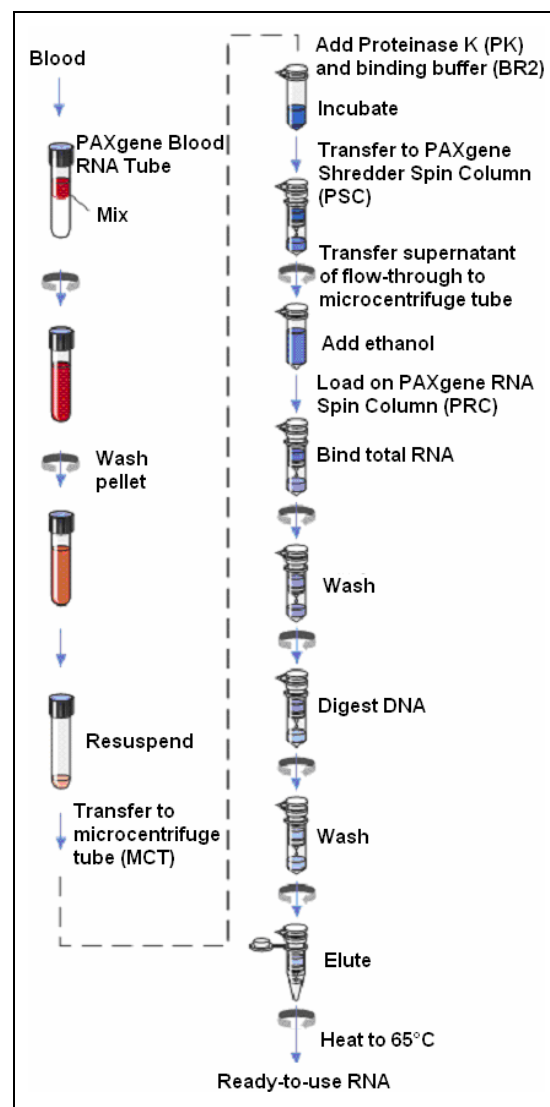 Blood
PAXgene Blood
RNA Tube
Mix
Wash
pellet
Resuspend
Transfer to
microcentrifuge
tube (MCT)
Add Proteinase K (PK)
and binding buffer (BR2)
Incubate
Transfer to PAXgene
Shredder Spin Column
(PSC)
Transfer supernatant
of flow-through to
microcentrifuge tube
Add ethanol
Load on PAXgene RNA
Spin Column (PRC)
Bind total RNA
Wash
Digest DNA
Wash
Elute
Heat to 65°C
Ready-to-use RNA